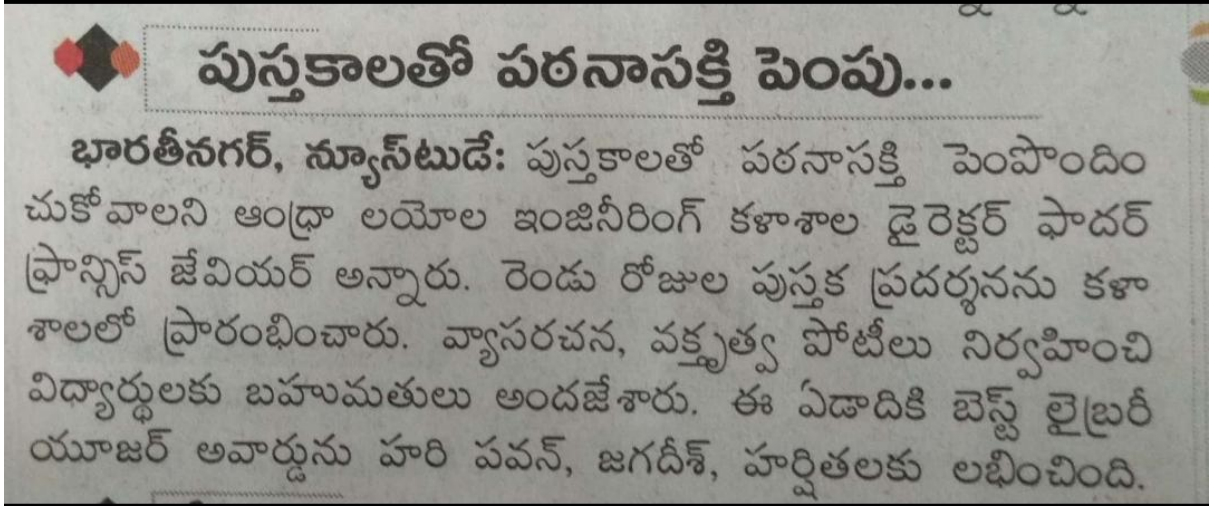 పుస్తకాలతో పఠనాసక్తి పెంపు...
భారతీనగర్, న్యూస్‌టుడే: పుస్తకాలతో పఠనాసక్తి పెంపొందిం
చుకోవాలని ఆంధ్రా లయోల ఇంజినీరింగ్ కళాశాల డైరెక్టర్ ఫాదర్
ఫ్రాన్సిస్ జేవియర్ అన్నారు. రెండు రోజుల పుస్తక ప్రదర్శనను కళా
శాలలో ప్రారంభించారు. వ్యాసరచన, వక్తృత్వ పోటీలు నిర్వహించి
విద్యార్థులకు బహుమతులు అందజేశారు. ఈ ఏడాదికి బెస్ట్ లైబ్రరీ
యూజర్ అవార్డును హరి పవన్, జగదీశ్, హర్షితలకు లభించింది.